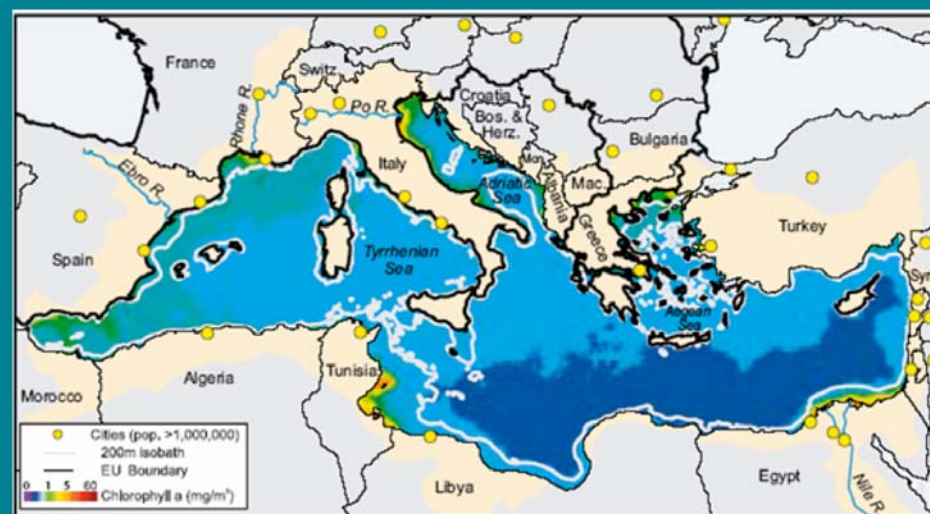 France
Switz.
Croatia
Po R.
Bos. &
Herz.
Rhone R.
Bulgaria
Italy
Mon.
Ebro R.
Adriatic
Sea
Albania
Mac.
Turkey
Greece
Spain
Tyrrhenian
Sea
Aegean
Sea
Tunisia
Morocco
Algeria
Libya
Egypt
Nile R.
Cities (pop. >1,000,000)
200m isobath
EU Boundary
0 1 5 60
Chlorophyll a (mg/m³)